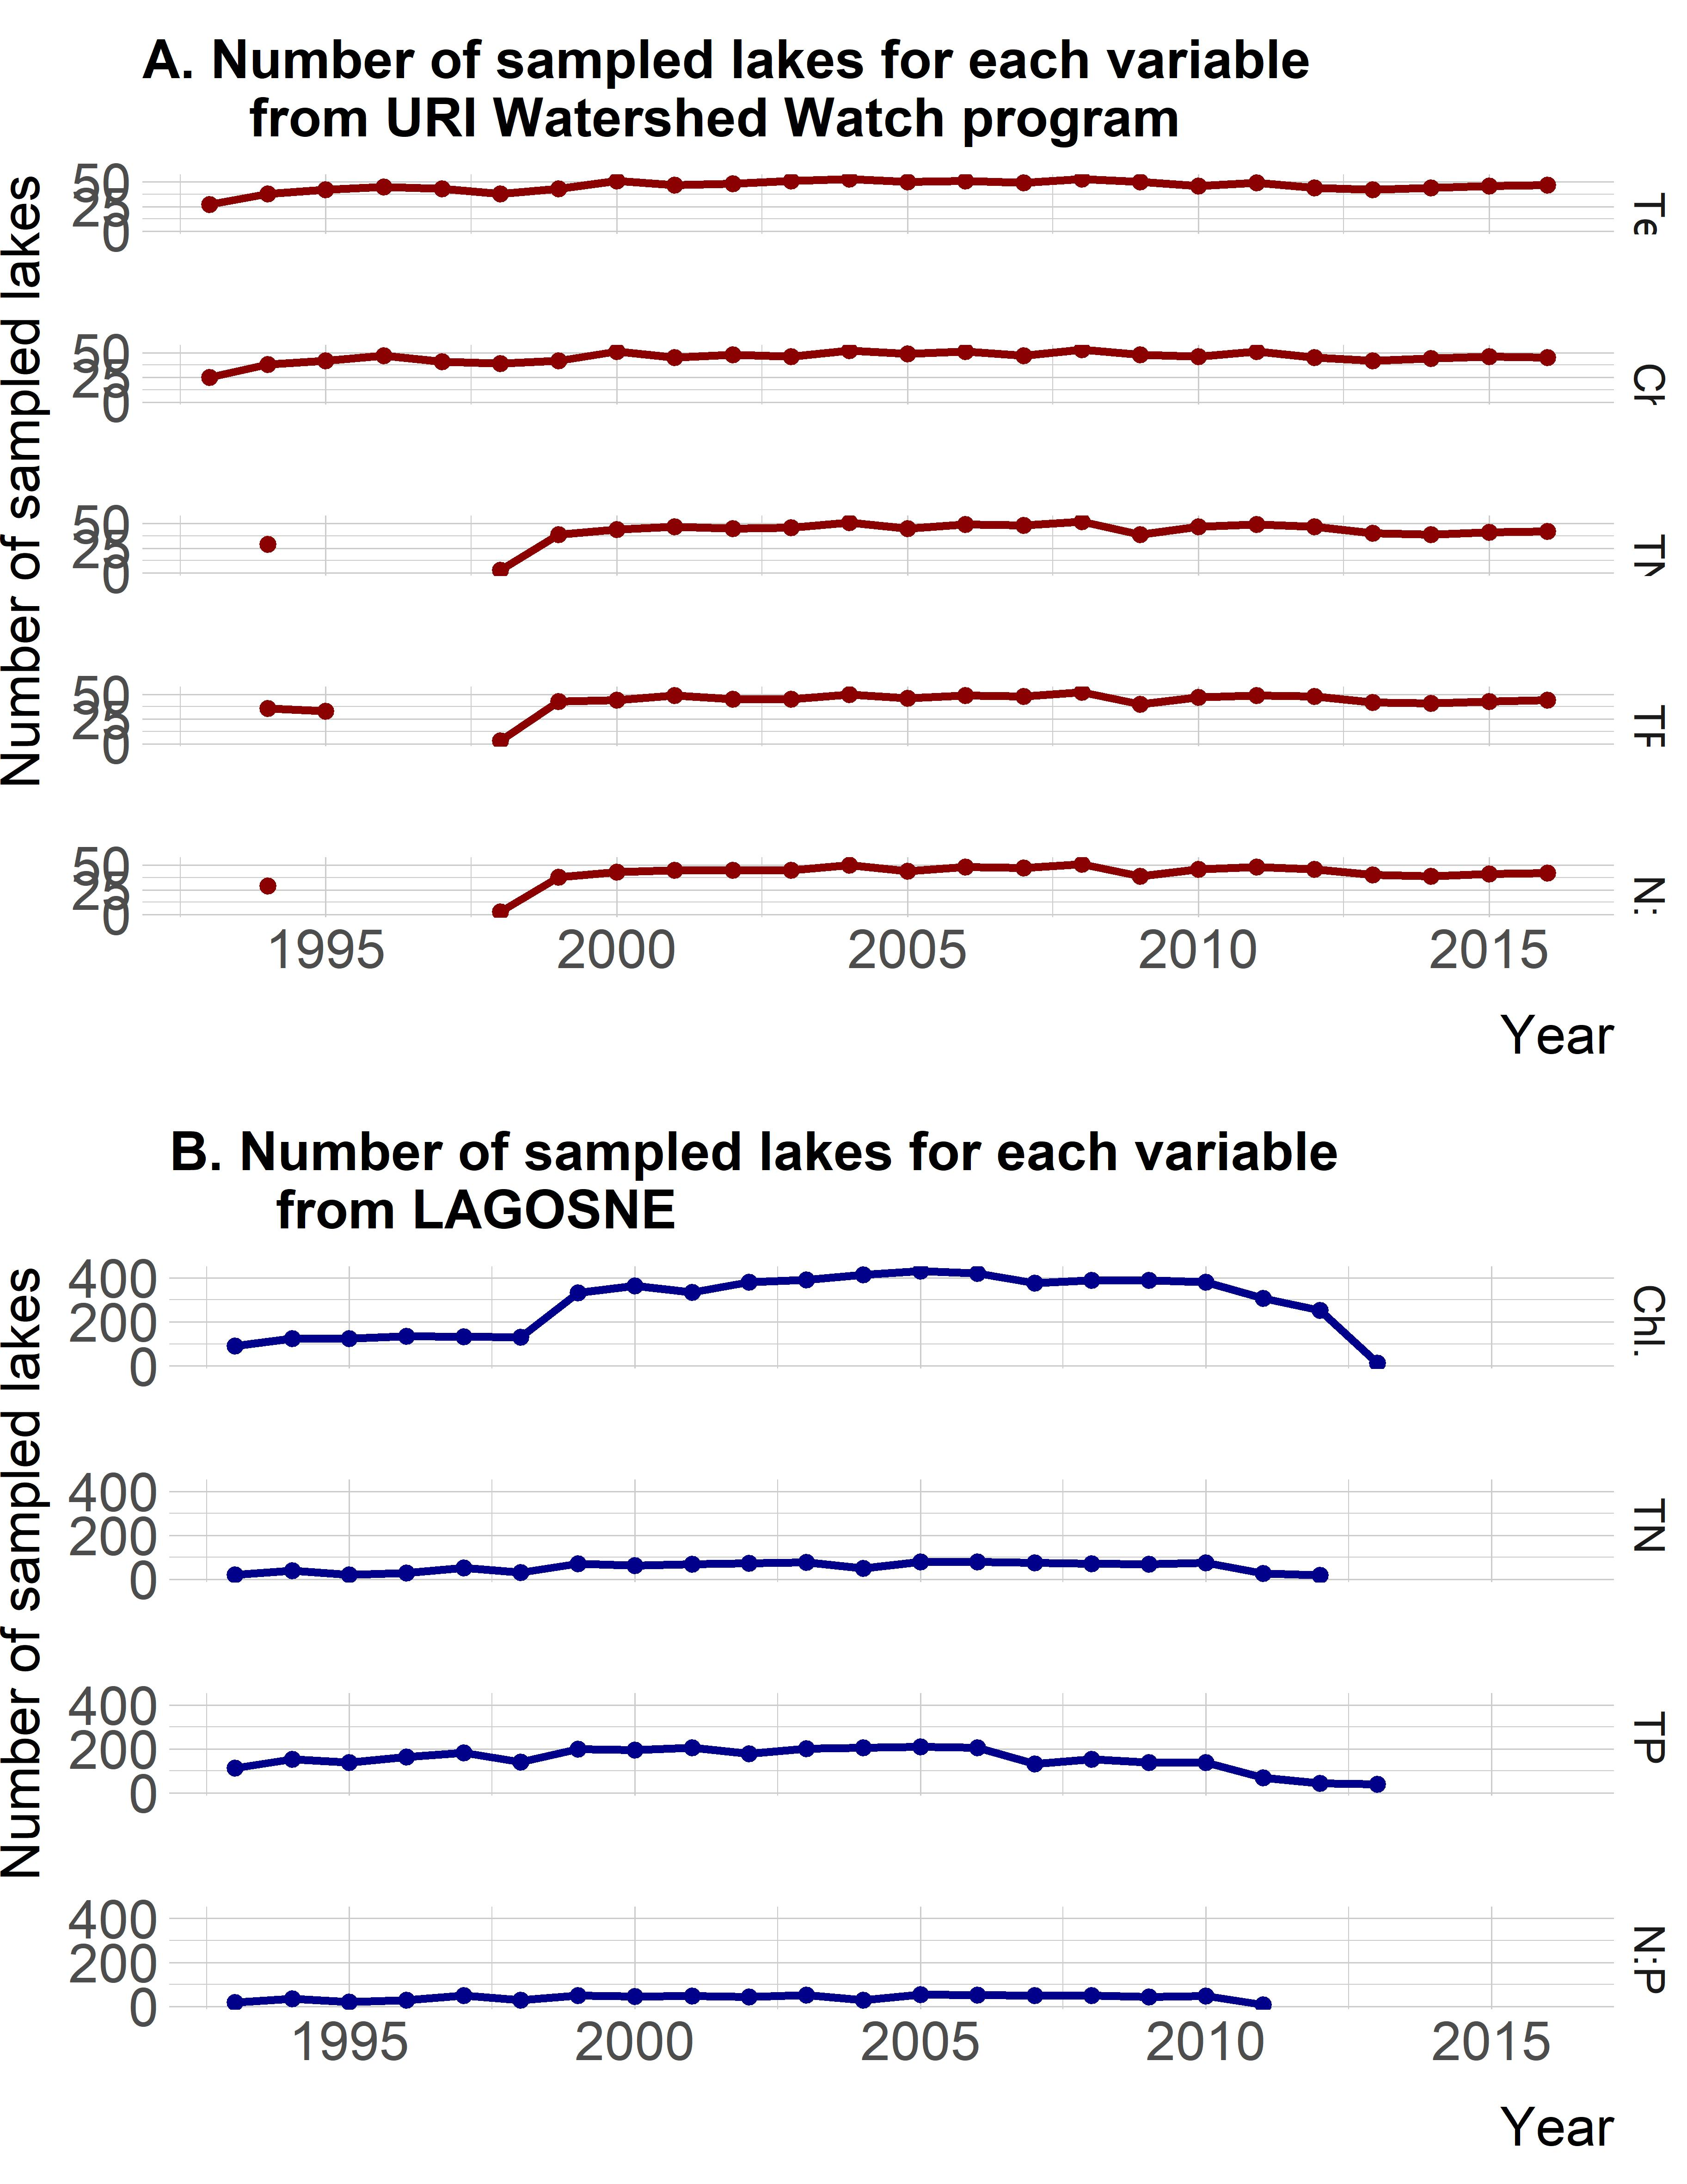 A. Number of sampled lakes for each variable
from URI Watershed Watch program
Number of sampled lakes
50
25
0
Te
50
25
0
50
25
0
50
25
0
50
25
0
N:
1995 2000 2005 2010 2015
Year
B. Number of sampled lakes for each variable
from LAGOSNE
Number of sampled lakes
400
200
0
Chl.
400
200
0
TN
400
200
0
TP
400
200
0
N:P
1995 2000 2005 2010 2015
Year